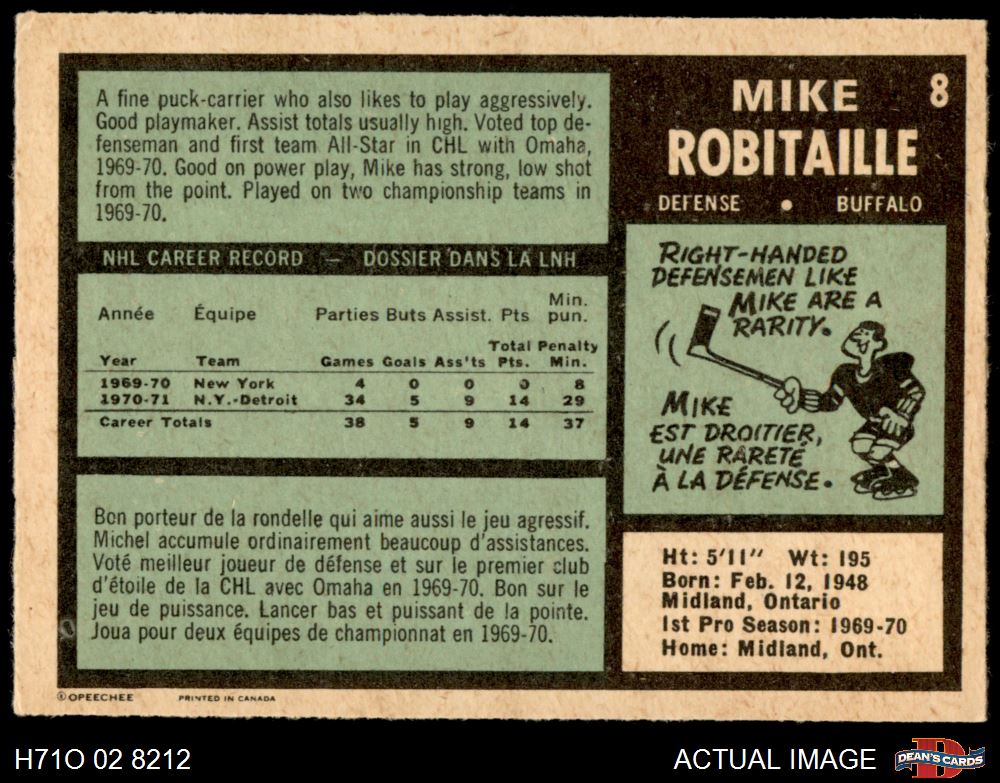 MIKE
ROBITAILLE
8
DEFENSE • BUFFALO
A fine puck-carrier who also likes to play aggressively.
Good playmaker. Assist totals usually high. Voted top de-
fenseman and first team All-Star in CHL with Omaha,
1969-70. Good on power play, Mike has strong, low shot
from the point. Played on two championship teams in
1969-70.
NHL CAREER RECORD — DOSSIER DANS LA LNH
Année Équipe Parties Buts Assist. Pts Min. pun.
Year Team Games Goals Ass'ts Total Pts. Penalty Min.
1969-70 New York 4 0 0 0 8
1970-71 N.Y.-Detroit 34 5 9 14 29
Career Totals 38 5 9 14 37
Bon porteur de la rondelle qui aime aussi le jeu agressif.
Michel accumule ordinairement beaucoup d'assistances.
Voté meilleur joueur de défense et sur le premier club
d'étoile de la CHL avec Omaha en 1969-70. Bon sur le
jeu de puissance. Lancer bas et puissant de la pointe.
Joua pour deux équipes de championnat en 1969-70.
RIGHT-HANDED
DEFENSEMEN LIKE
MIKE ARE A
RARITY.
MIKE
EST DROITIER,
UNE RARETÉ
À LA DÉFENSE.
Ht: 5'11" Wt: 195
Born: Feb. 12, 1948
Midland, Ontario
1st Pro Season: 1969-70
Home: Midland, Ont.
© OPEECHEE PRINTED IN CANADA
H71O 02 8212
ACTUAL IMAGE
D
DEAN'S CARDS